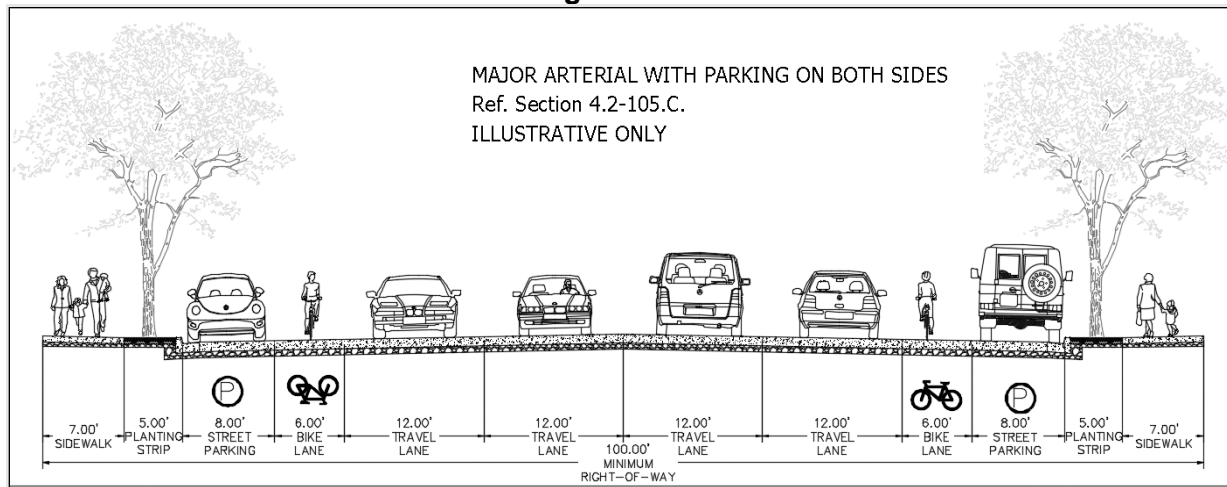 MAJOR ARTERIAL WITH PARKING ON BOTH SIDES
Ref. Section 4.2-105.C.
ILLUSTRATIVE ONLY
P
P
7.00'
SIDEWALK
5.00'
PLANTING
STRIP
8.00'
STREET
PARKING
6.00'
BIKE
LANE
12.00'
TRAVEL
LANE
12.00'
TRAVEL
LANE
12.00'
TRAVEL
LANE
12.00'
TRAVEL
LANE
6.00'
BIKE
LANE
8.00'
STREET
PARKING
5.00'
PLANTING
STRIP
7.00'
SIDEWALK
100.00'
MINIMUM
RIGHT-OF-WAY